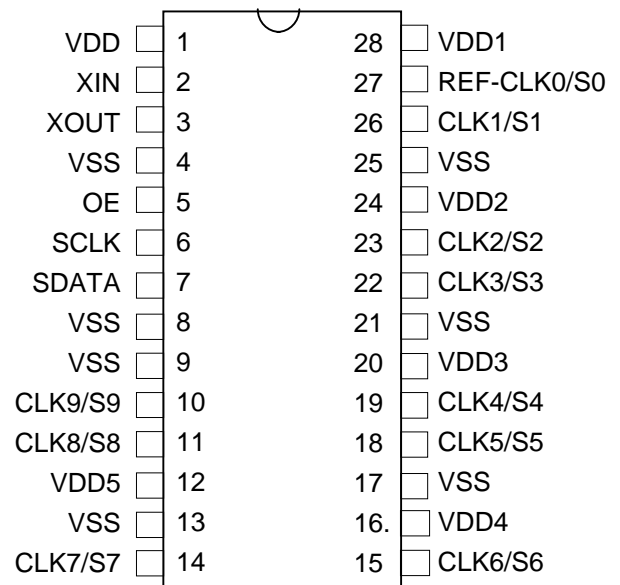 VDD 1 28 VDD1
XIN 2 27 REF-CLK0/S0
XOUT 3 26 CLK1/S1
VSS 4 25 VSS
OE 5 24 VDD2
SCLK 6 23 CLK2/S2
SDATA 7 22 CLK3/S3
VSS 8 21 VSS
VSS 9 20 VDD3
CLK9/S9 10 19 CLK4/S4
CLK8/S8 11 18 CLK5/S5
VDD5 12 17 VSS
VSS 13 16. VDD4
CLK7/S7 14 15 CLK6/S6